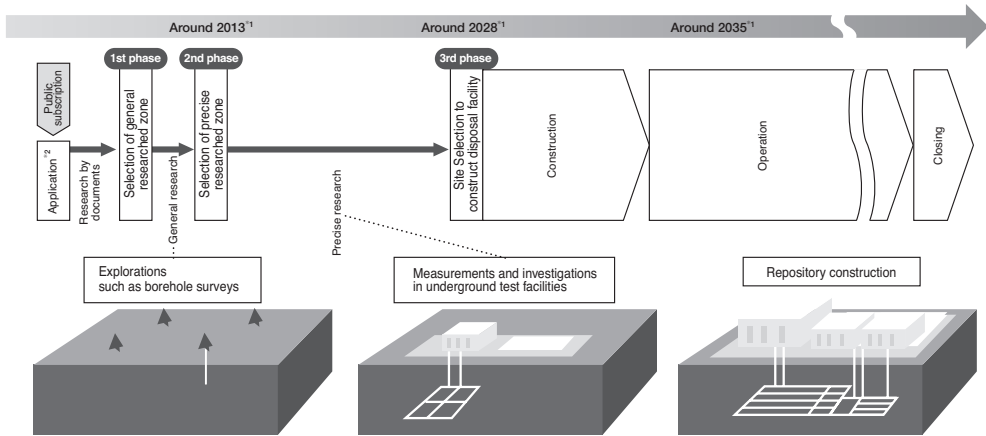 Around 2013*1
Around 2028*1
Around 2035*1
1st phase
2nd phase
3rd phase
Public
subscription
Application*2
Research by
documents
Selection of general
researched zone
General research
Selection of precise
researched zone
Precise research
Site Selection to
construct disposal facility
Construction
Operation
Closing
Explorations
such as borehole surveys
Measurements and investigations
in underground test facilities
Repository construction